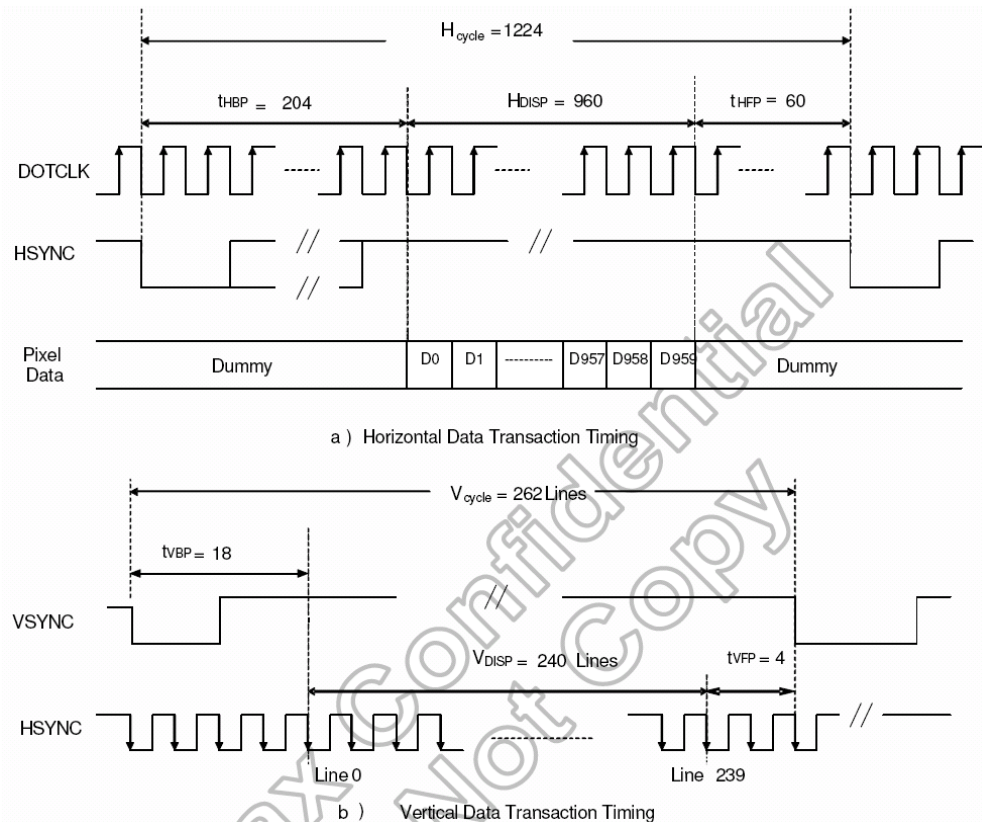 Hcycle = 1224
tHBP = 204
HDISP = 960
tHFP = 60
DOTCLK
HSYNC
Pixel
Data
Dummy
D0
D1
D957
D958
D959
Dummy
a ) Horizontal Data Transaction Timing
Vcycle = 262 Lines
tVBP = 18
VSYNC
VDISP = 240 Lines
tVFP = 4
HSYNC
Line 0
Line 239
b ) Vertical Data Transaction Timing
Confidential
Not Copy